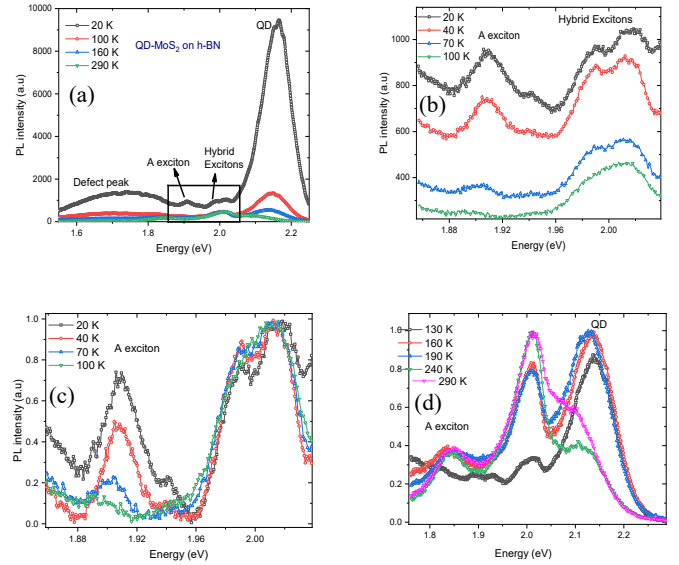 10000
8000
6000
4000
2000
0
PL intensity (a.u)
20 K
100 K
160 K
290 K
QD-MoS2 on h-BN
QD
(a)
A exciton
Hybrid
Excitons
Defect peak
1.6 1.8 2.0 2.2
Energy (eV)
1000
800
600
400
PL intensity (a.u)
20 K
40 K
70 K
100 K
A exciton
Hybrid Excitons
(b)
1.88 1.92 1.96 2.00
Energy (eV)
1.0
0.8
0.6
0.4
0.2
0.0
PL intensity (a.u)
20 K
40 K
70 K
100 K
A exciton
(c)
1.88 1.92 1.96 2.00
Energy (eV)
1.0
0.8
0.6
0.4
0.2
0.0
PL intensity (a.u)
130 K
160 K
190 K
240 K
290 K
QD
(d)
A exciton
1.8 1.9 2.0 2.1 2.2
Energy (eV)